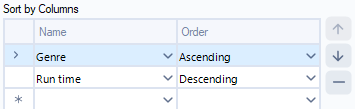 Sort by Columns
Name Order
Genre Ascending
Run time Descending
*